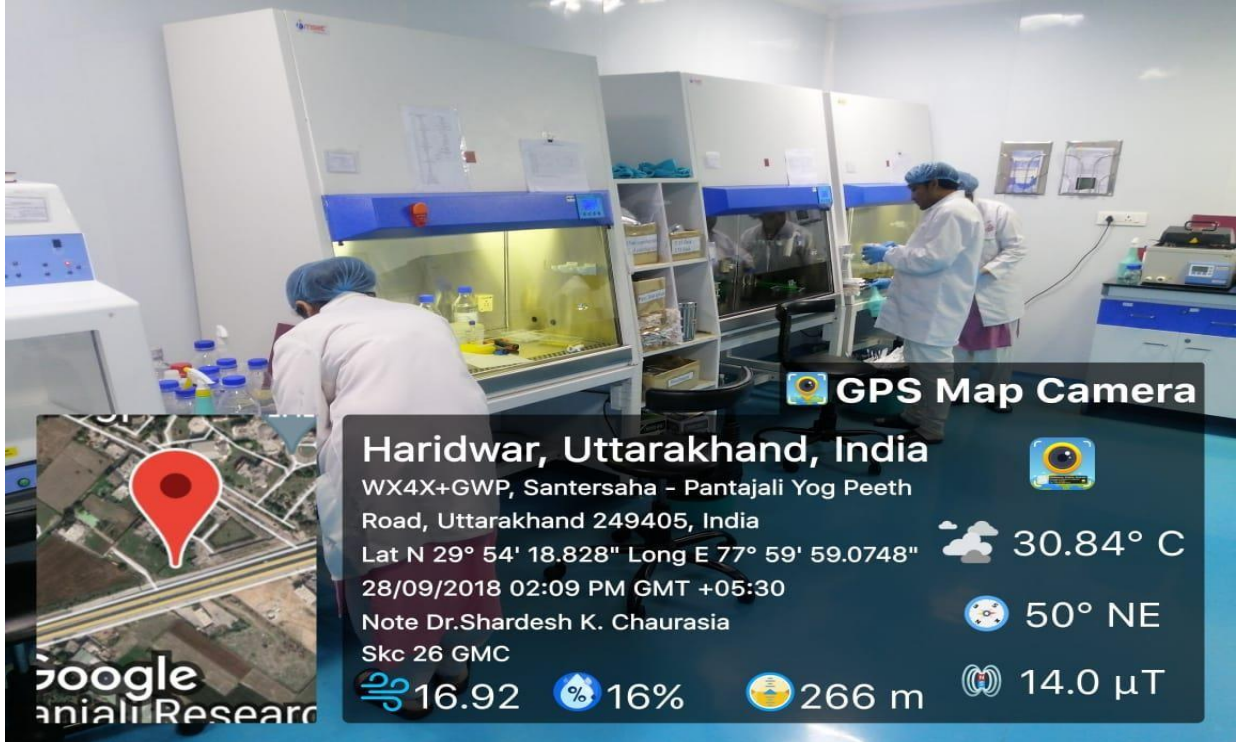 GPS Map Camera
Haridwar, Uttarakhand, India
WX4X+GWP, Santersaha - Pantajali Yog Peeth
Road, Uttarakhand 249405, India
Lat N 29° 54' 18.828" Long E 77° 59' 59.0748"
28/09/2018 02:09 PM GMT +05:30
Note Dr.Shardesh K. Chaurasia
Skc 26 GMC
16.92
16%
266 m
30.84° C
50° NE
14.0 μT
Google
anjali Researc